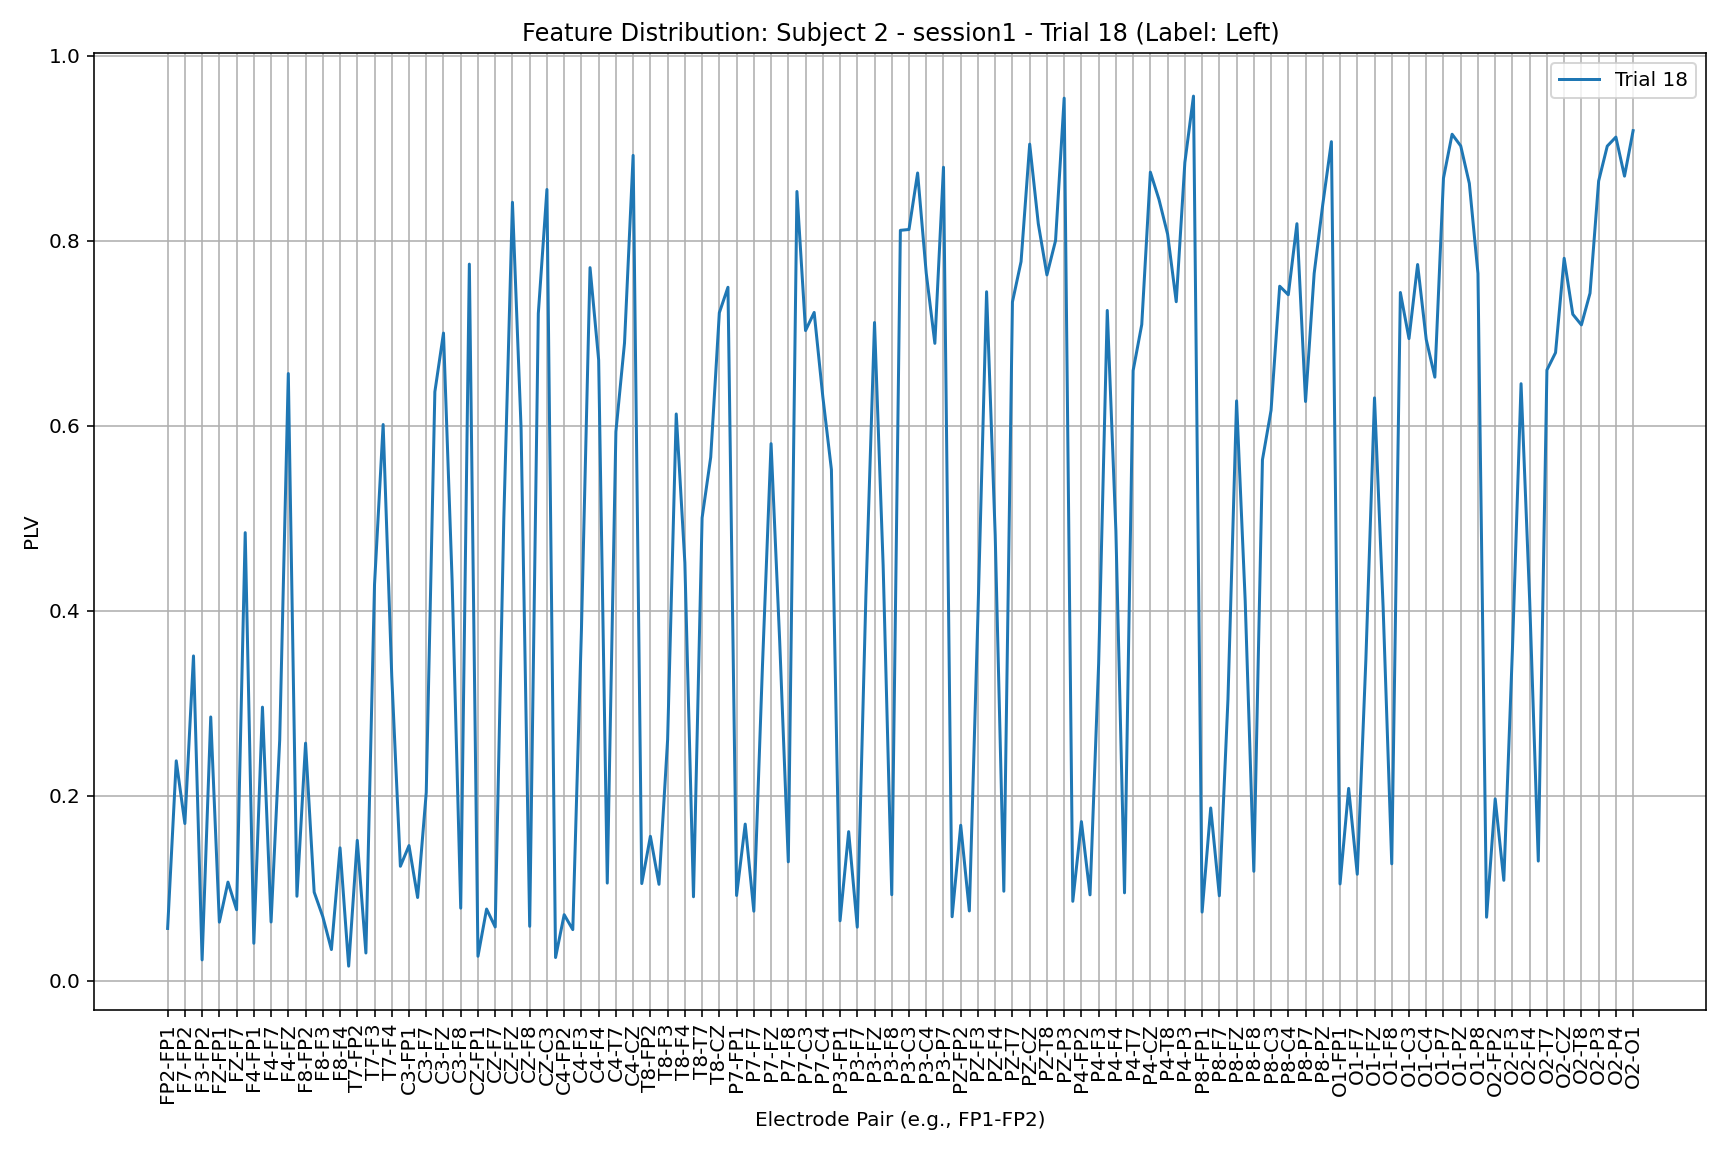 Feature Distribution: Subject 2 - session1 - Trial 18 (Label: Left)
Trial 18
1.0
0.8
0.6
0.4
0.2
0.0
PLV
FP2-FP1
F7-FP2
F3-FP2
FZ-FP1
FZ-F7
F4-FP1
F4-F7
F4-FZ
F8-FP2
F8-F3
F8-F4
T7-FP2
T7-F3
T7-F4
C3-FP1
C3-F7
C3-FZ
C3-F8
CZ-FP1
CZ-F7
CZ-FZ
CZ-F8
CZ-C3
C4-FP2
C4-F3
C4-F4
C4-T7
C4-CZ
T8-FP2
T8-F3
T8-F4
T8-T7
T8-CZ
P7-FP1
P7-F7
P7-FZ
P7-F8
P7-C3
P7-C4
P3-FP1
P3-F7
P3-FZ
P3-F8
P3-C3
P3-C4
P3-P7
PZ-FP2
PZ-F3
PZ-F4
PZ-T7
PZ-CZ
PZ-T8
PZ-P3
P4-FP2
P4-F3
P4-F4
P4-T7
P4-CZ
P4-T8
P4-P3
P8-FP1
P8-F7
P8-FZ
P8-F8
P8-C3
P8-C4
P8-P7
P8-PZ
O1-FP1
O1-F7
O1-FZ
O1-F8
O1-C3
O1-C4
O1-P7
O1-PZ
O1-P8
O2-FP2
O2-F3
O2-F4
O2-T7
O2-CZ
O2-T8
O2-P3
O2-P4
O2-O1
Electrode Pair (e.g., FP1-FP2)